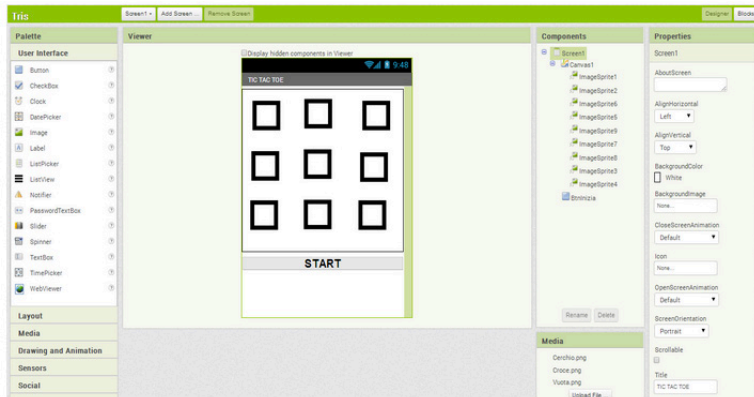 Tris
Screen1
Add Screen ...
Remove Screen
Designer
Blocks
Palette
User Interface
Button
CheckBox
Clock
DatePicker
Image
Label
ListPicker
ListView
Notifier
PasswordTextBox
Slider
Spinner
TextBox
TimePicker
WebViewer
Layout
Media
Drawing and Animation
Sensors
Social
Viewer
Display hidden components in Viewer
9:48
TIC TAC TOE
START
Components
Screen1
Canvas1
ImageSprite1
ImageSprite2
ImageSprite6
ImageSprite5
ImageSprite9
ImageSprite7
ImageSprite8
ImageSprite3
ImageSprite4
BtnInizia
Rename
Delete
Media
Cerchio.png
Croce.png
Vuota.png
Upload File ...
Properties
Screen1
AboutScreen
AlignHorizontal
Left
AlignVertical
Top
BackgroundColor
White
BackgroundImage
None...
CloseScreenAnimation
Default
Icon
None...
OpenScreenAnimation
Default
ScreenOrientation
Portrait
Scrollable
Title
TIC TAC TOE